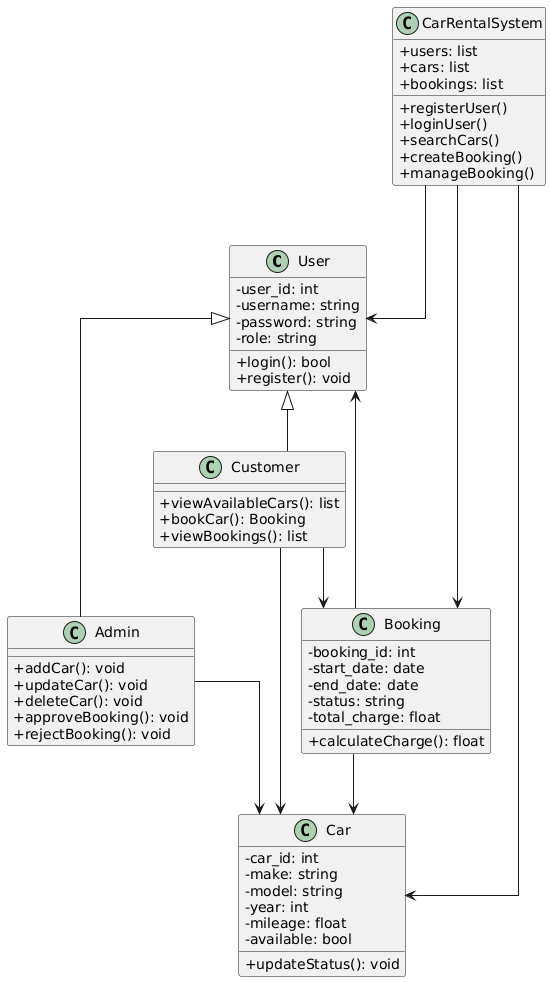 C CarRentalSystem
+users: list
+cars: list
+bookings: list
+registerUser()
+loginUser()
+searchCars()
+createBooking()
+manageBooking()
C User
-user_id: int
-username: string
-password: string
-role: string
+login(): bool
+register(): void
C Customer
+viewAvailableCars(): list
+bookCar(): Booking
+viewBookings(): list
C Admin
+addCar(): void
+updateCar(): void
+deleteCar(): void
+approveBooking(): void
+rejectBooking(): void
C Booking
-booking_id: int
-start_date: date
-end_date: date
-status: string
-total_charge: float
+calculateCharge(): float
C Car
-car_id: int
-make: string
-model: string
-year: int
-mileage: float
-available: bool
+updateStatus(): void